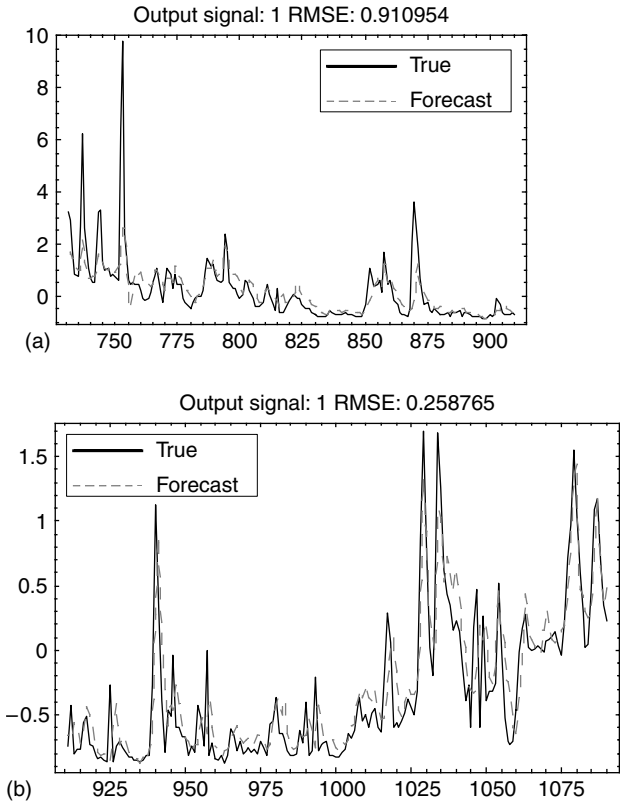 Output signal: 1 RMSE: 0.910954
10
8
6
4
2
0
True
Forecast
750 775 800 825 850 875 900
(a)
Output signal: 1 RMSE: 0.258765
1.5
1
0.5
0
−0.5
True
Forecast
925 950 975 1000 1025 1050 1075
(b)